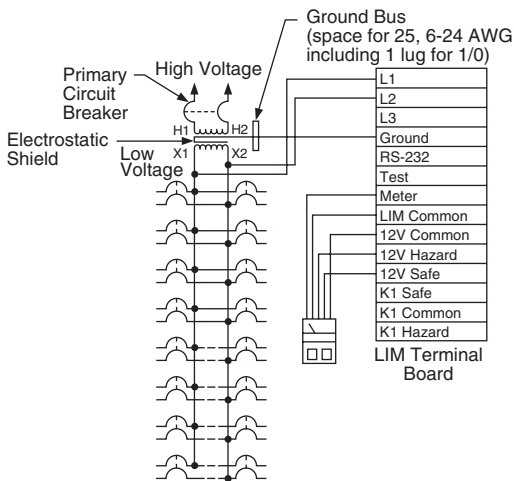 Ground Bus
(space for 25, 6-24 AWG
including 1 lug for 1/0)
Primary
Circuit
Breaker
High Voltage
H1
H2
Electrostatic
Shield
Low
Voltage
X1
X2
L1
L2
L3
Ground
RS-232
Test
Meter
LIM Common
12V Common
12V Hazard
12V Safe
K1 Safe
K1 Common
K1 Hazard
LIM Terminal
Board